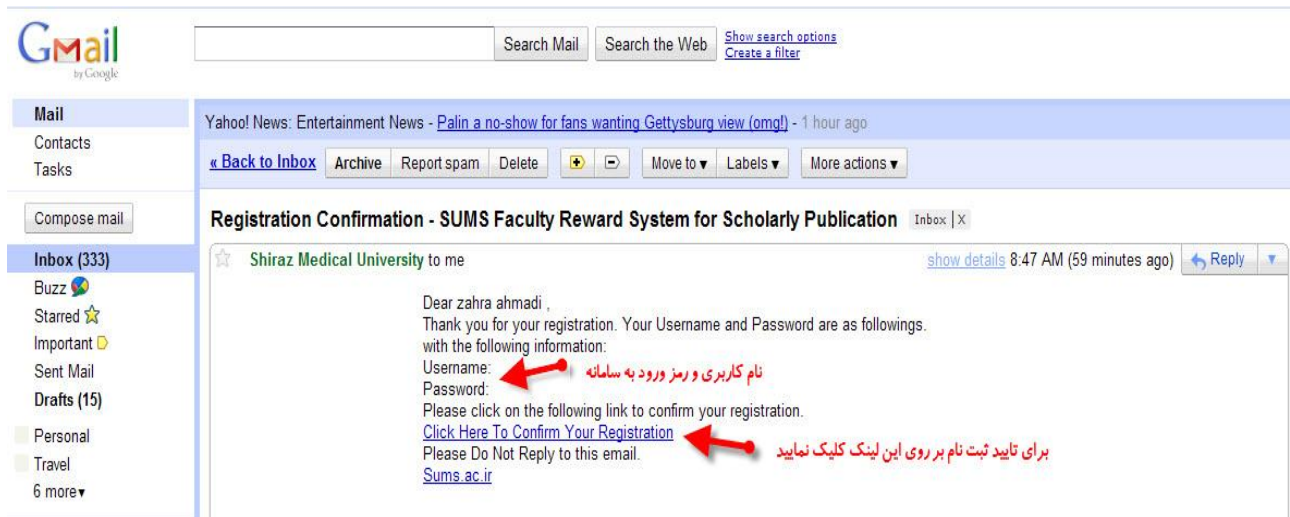 Gmail
by Google
Search Mail Search the Web Show search options
Create a filter
Mail
Contacts
Tasks
Compose mail
Inbox (333)
Buzz
Starred
Important
Sent Mail
Drafts (15)
Personal
Travel
6 more▾
Yahoo! News: Entertainment News - Palin a no-show for fans wanting Gettysburg view (omg!) - 1 hour ago
« Back to Inbox Archive Report spam Delete Move to ▾ Labels ▾ More actions ▾
Registration Confirmation - SUMS Faculty Reward System for Scholarly Publication Inbox | X
Shiraz Medical University to me show details 8:47 AM (59 minutes ago) Reply ▾
Dear zahra ahmadi ,
Thank you for your registration. Your Username and Password are as followings.
with the following information:
Username:
نام کاربری و رمز ورود به سامانه
Password:
Please click on the following link to confirm your registration.
Click Here To Confirm Your Registration
برای تایید ثبت نام بر روی این لینک کلیک نمایید
Please Do Not Reply to this email.
Sums.ac.ir